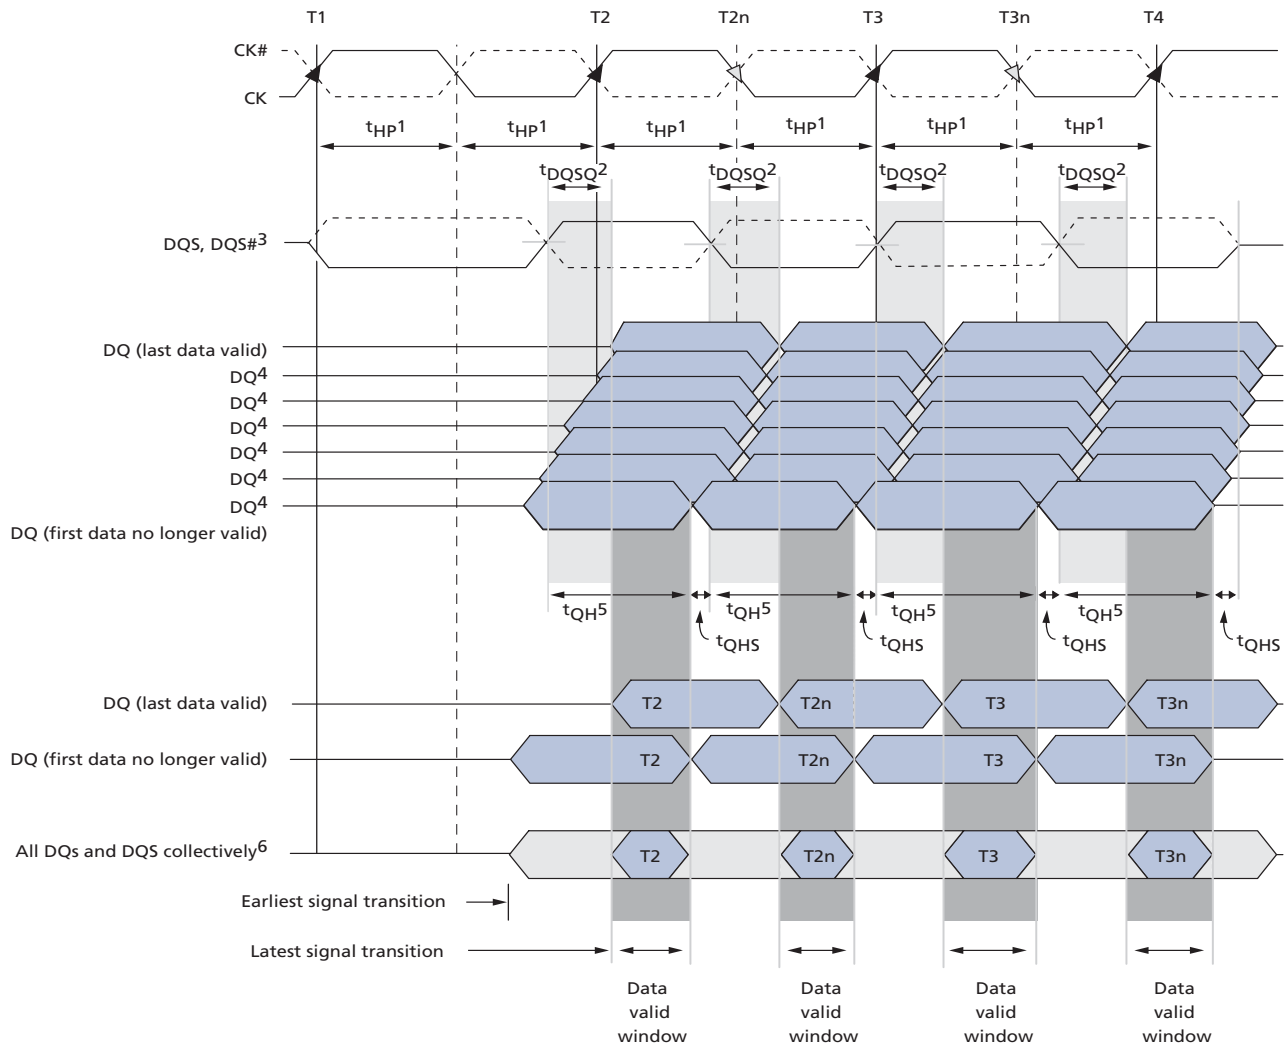 T1 T2 T2n T3 T3n T4
CK#
CK
tHP1 tHP1 tHP1 tHP1 tHP1 tHP1
tDQSQ2 tDQSQ2 tDQSQ2 tDQSQ2
DQS, DQS#3
DQ (last data valid)
DQ4
DQ4
DQ4
DQ4
DQ4
DQ4
DQ (first data no longer valid)
tQH5 tQH5 tQH5 tQH5
tQHS tQHS tQHS tQHS
DQ (last data valid) T2 T2n T3 T3n
DQ (first data no longer valid) T2 T2n T3 T3n
All DQs and DQS collectively6 T2 T2n T3 T3n
Earliest signal transition
Latest signal transition
Data Data Data Data
valid valid valid valid
window window window window